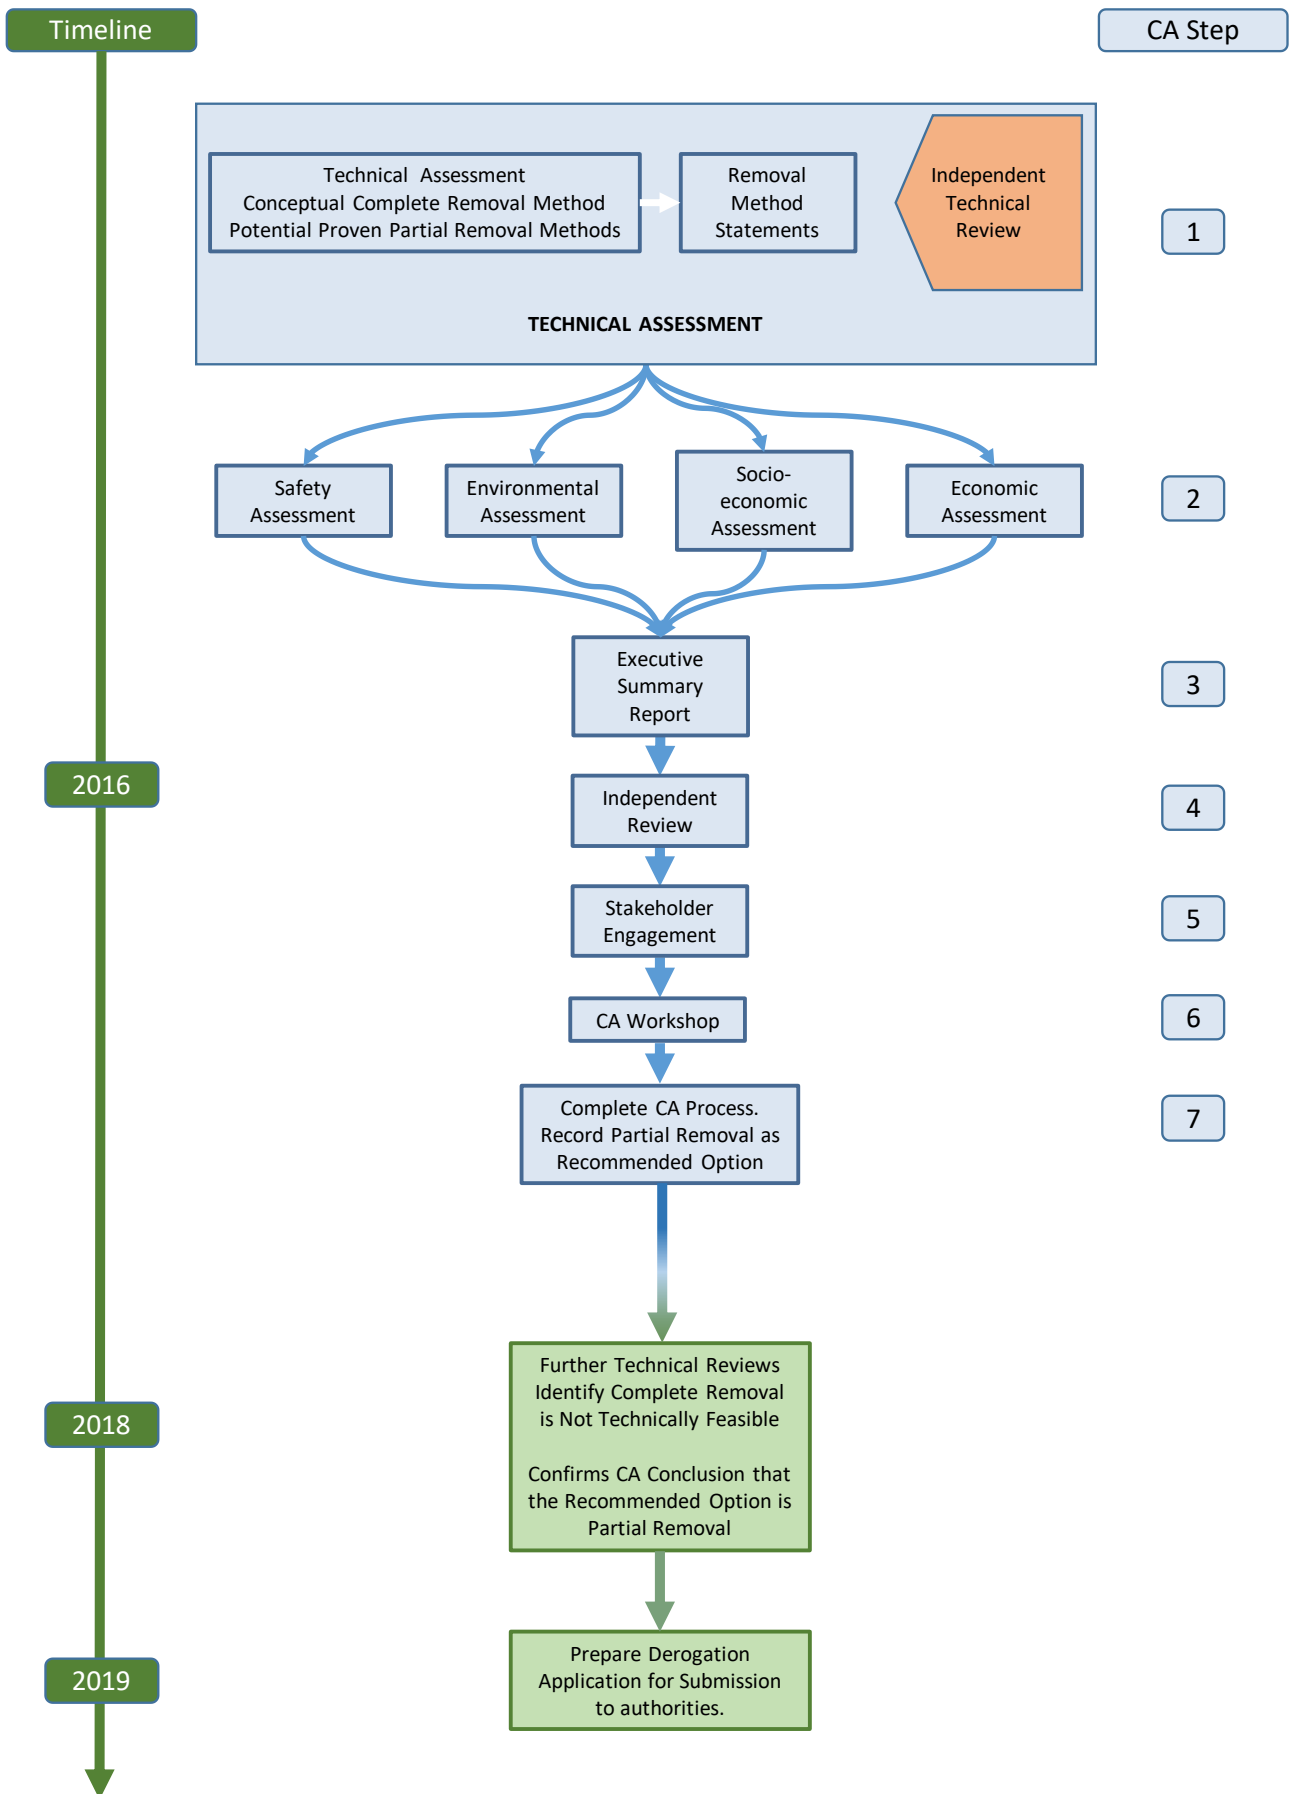 Timeline
CA Step
Technical Assessment
Conceptual Complete Removal Method
Potential Proven Partial Removal Methods
Removal
Method
Statements
Independent
Technical
Review
1
TECHNICAL ASSESSMENT
Safety
Assessment
Environmental
Assessment
Socio-
economic
Assessment
Economic
Assessment
2
Executive
Summary
Report
3
2016
Independent
Review
4
Stakeholder
Engagement
5
CA Workshop
6
Complete CA Process.
Record Partial Removal as
Recommended Option
7
Further Technical Reviews
Identify Complete Removal
is Not Technically Feasible
Confirms CA Conclusion that
the Recommended Option is
Partial Removal
2018
Prepare Derogation
Application for Submission
to authorities.
2019